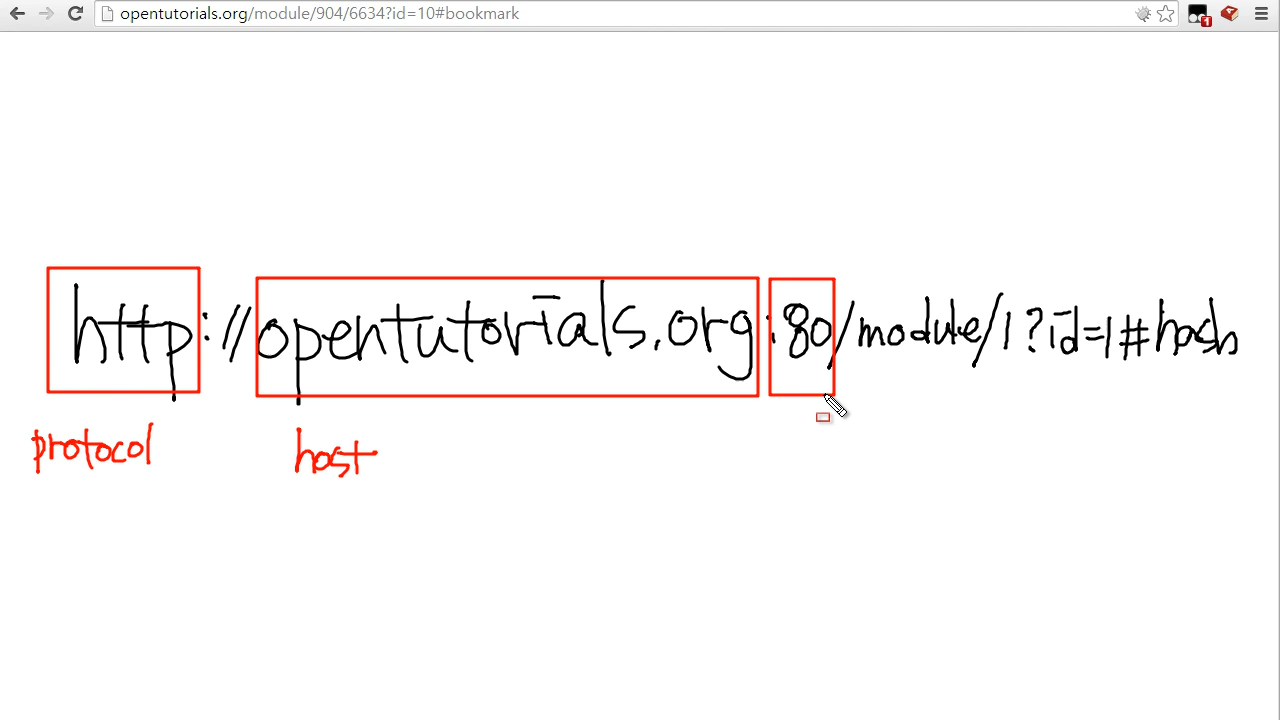 opentutorials.org/module/904/6634?id=10#bookmark
1
http://opentutorials.org:80/module/1?id=1#hash
protocol host